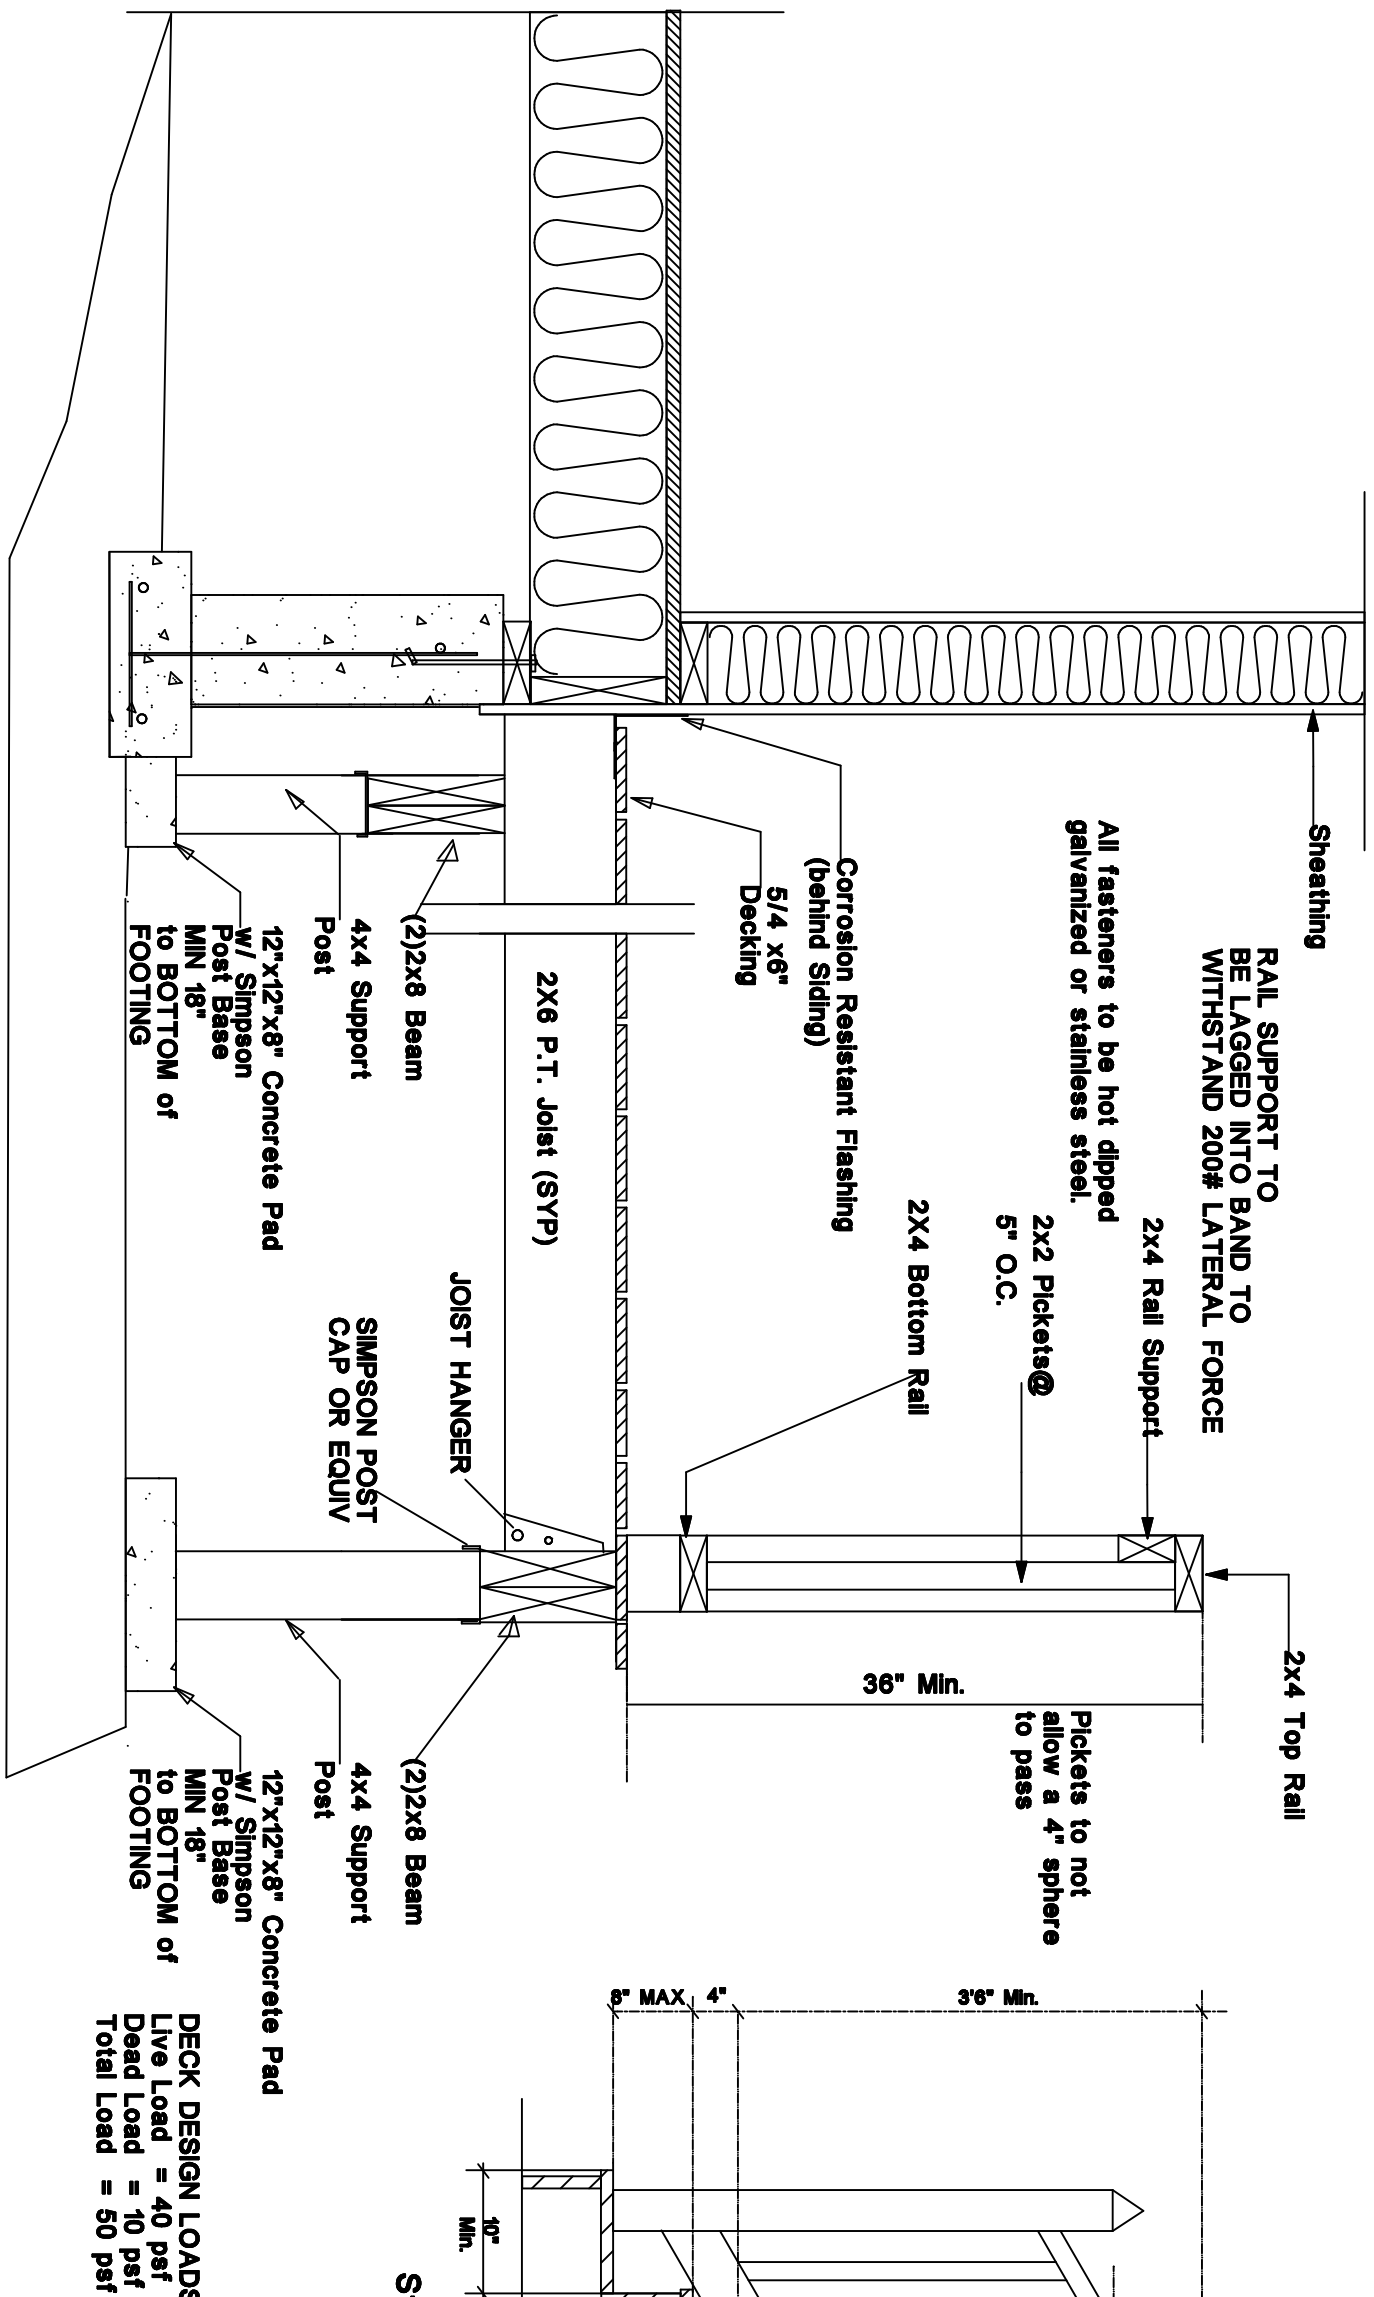 Sheathing
RAIL SUPPORT TO
BE LAGGED INTO BAND TO
WITHSTAND 200# LATERAL FORCE
2x4 Top Rail
2x4 Rail Support
All fasteners to be hot dipped
galvanized or stainless steel.
2x2 Pickets@
5" O.C.
Pickets to not
allow a 4" sphere
to pass
36" Min.
2X4 Bottom Rail
Corrosion Resistant Flashing
(behind Siding)
5/4 x6"
Decking
2X6 P.T. Joist (SYP)
JOIST HANGER
SIMPSON POST
CAP OR EQUIV
(2)2x8 Beam
4x4 Support
Post
12"x12"x8" Concrete Pad
w/ Simpson
Post Base
MIN 18"
to BOTTOM of
FOOTING
(2)2x8 Beam
4x4 Support
Post
12"x12"x8" Concrete Pad
w/ Simpson
Post Base
MIN 18"
to BOTTOM of
FOOTING
3'6" Min.
4"
8" MAX
10"
Min.
DECK DESIGN LOADS
Live Load = 40 psf
Dead Load = 10 psf
Total Load = 50 psf